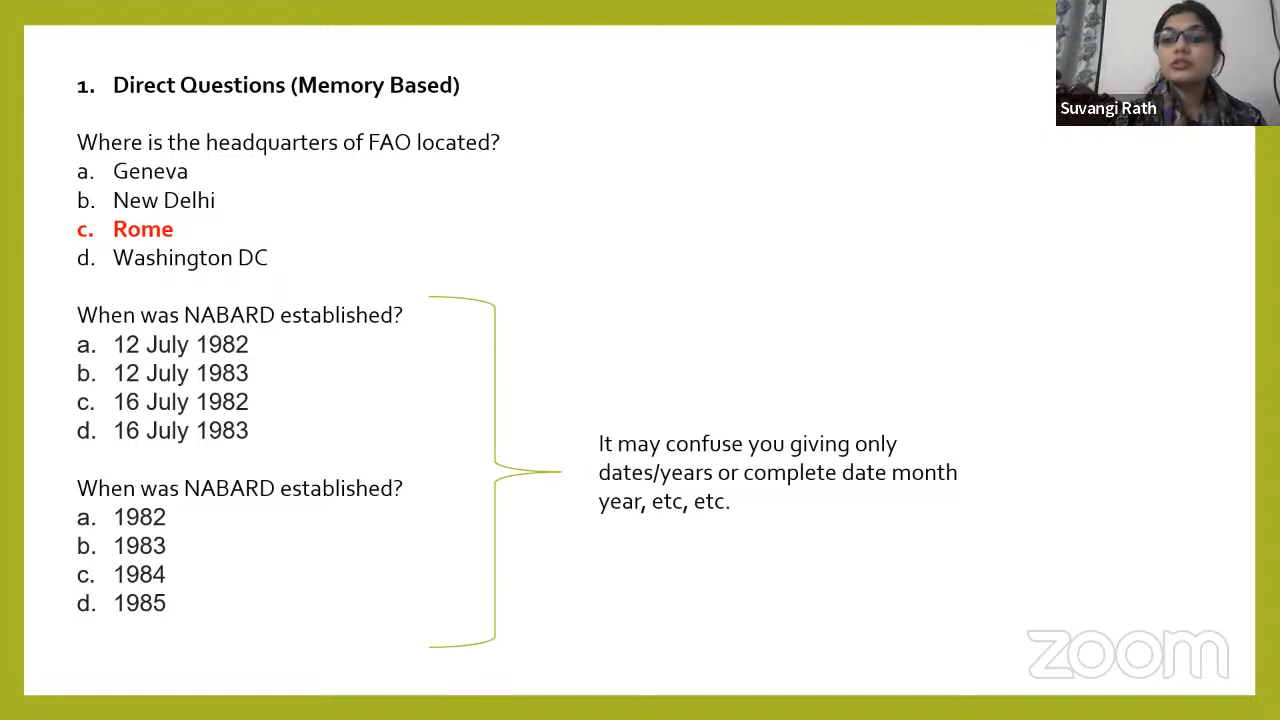 1. Direct Questions (Memory Based)
Where is the headquarters of FAO located?
a. Geneva
b. New Delhi
c. Rome
d. Washington DC
When was NABARD established?
a. 12 July 1982
b. 12 July 1983
c. 16 July 1982
d. 16 July 1983
When was NABARD established?
a. 1982
b. 1983
c. 1984
d. 1985
It may confuse you giving only
dates/years or complete date month
year, etc, etc.
Suvangi Rath
zoom